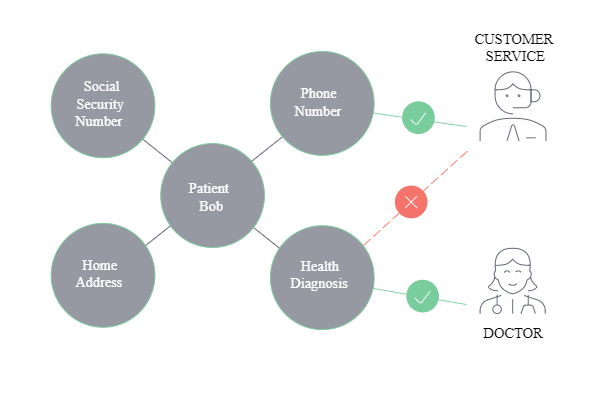 CUSTOMER
SERVICE
Social
Security
Number
Phone
Number
Patient
Bob
Home
Address
Health
Diagnosis
DOCTOR